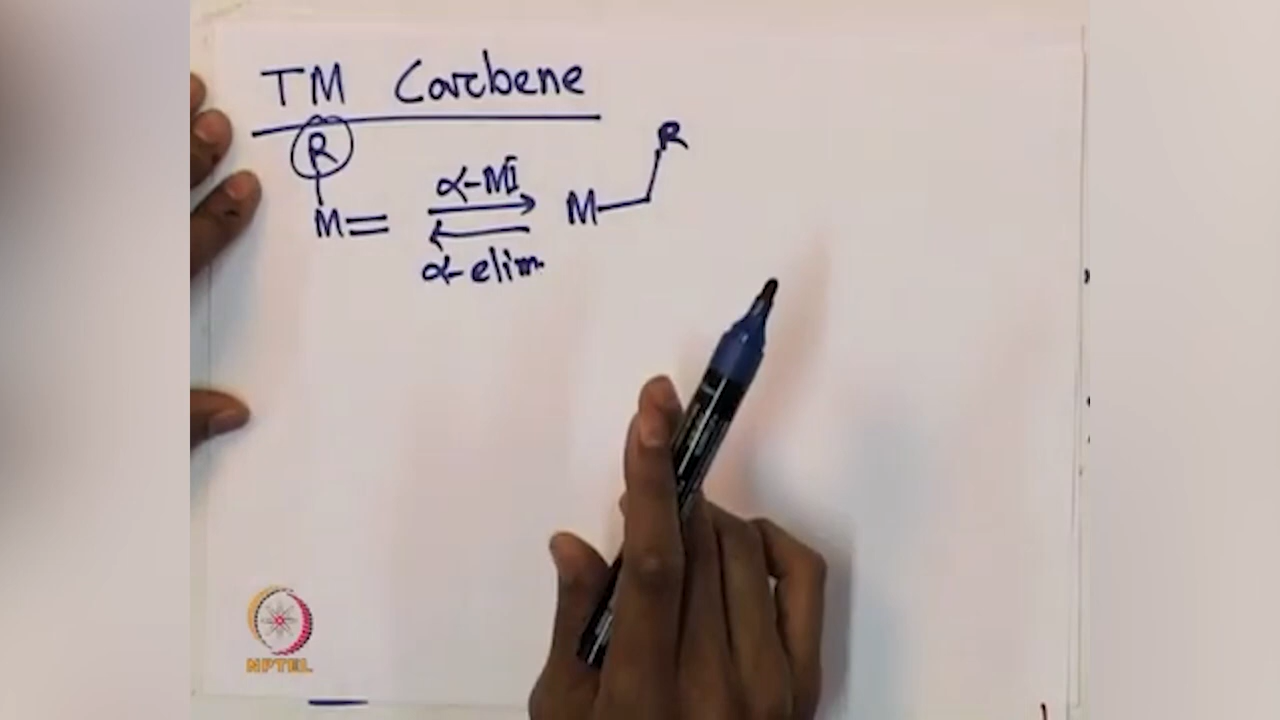 TM Carbene
R
R
α-MI
M= M
α-elim.
NPTEL